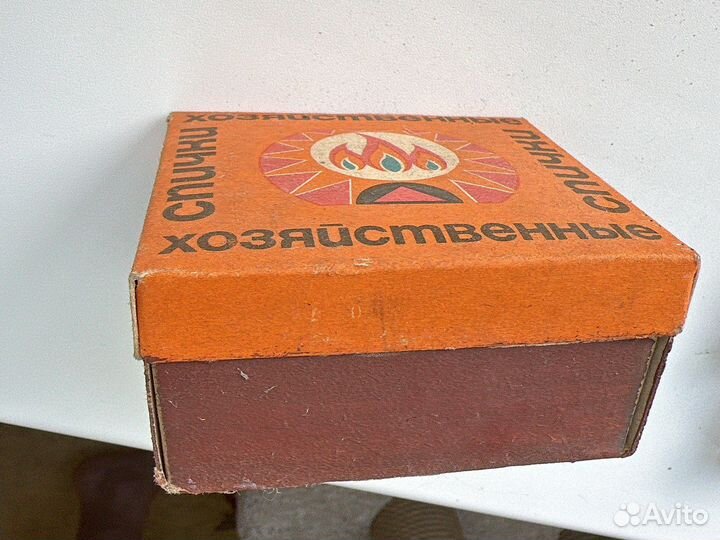 хозяйственные
спички
спички
хозяйственные
Avito